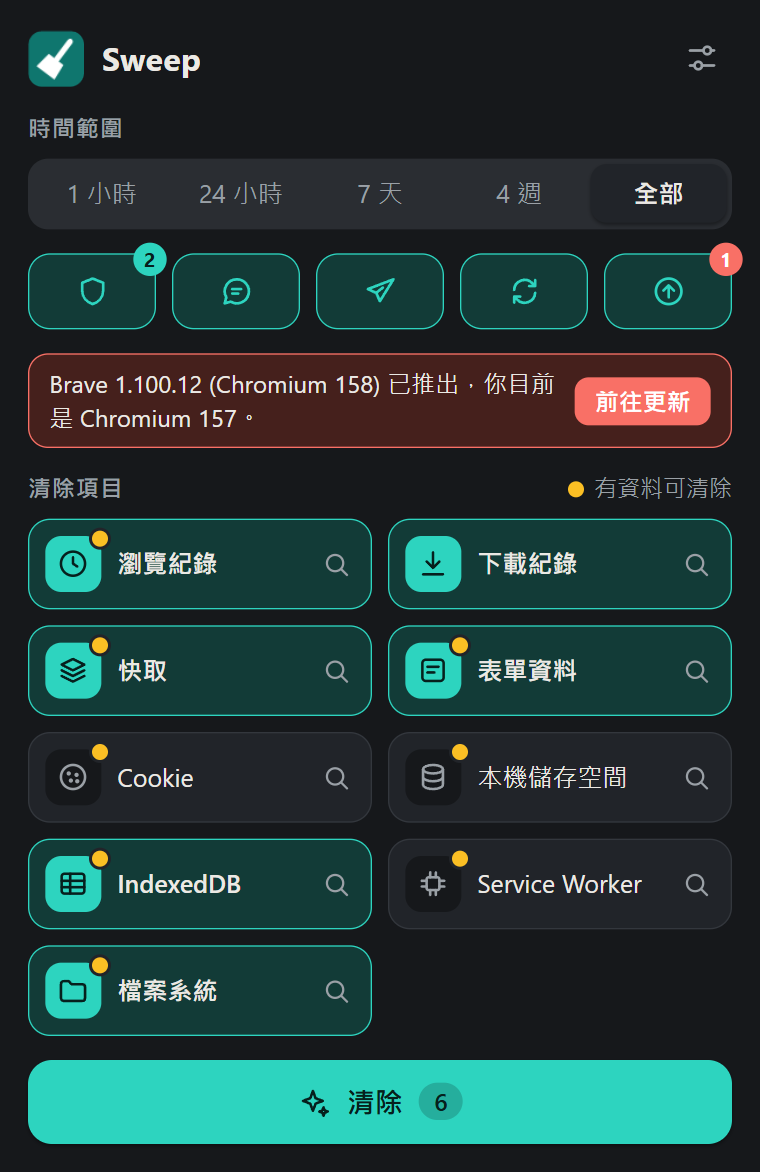 Sweep
時間範圍
1 小時 24 小時 7 天 4 週 全部
2 1
Brave 1.100.12 (Chromium 158) 已推出，你目前
是 Chromium 157。
前往更新
清除項目 有資料可清除
瀏覽紀錄 下載紀錄
快取 表單資料
Cookie 本機儲存空間
IndexedDB Service Worker
檔案系統
清除 6